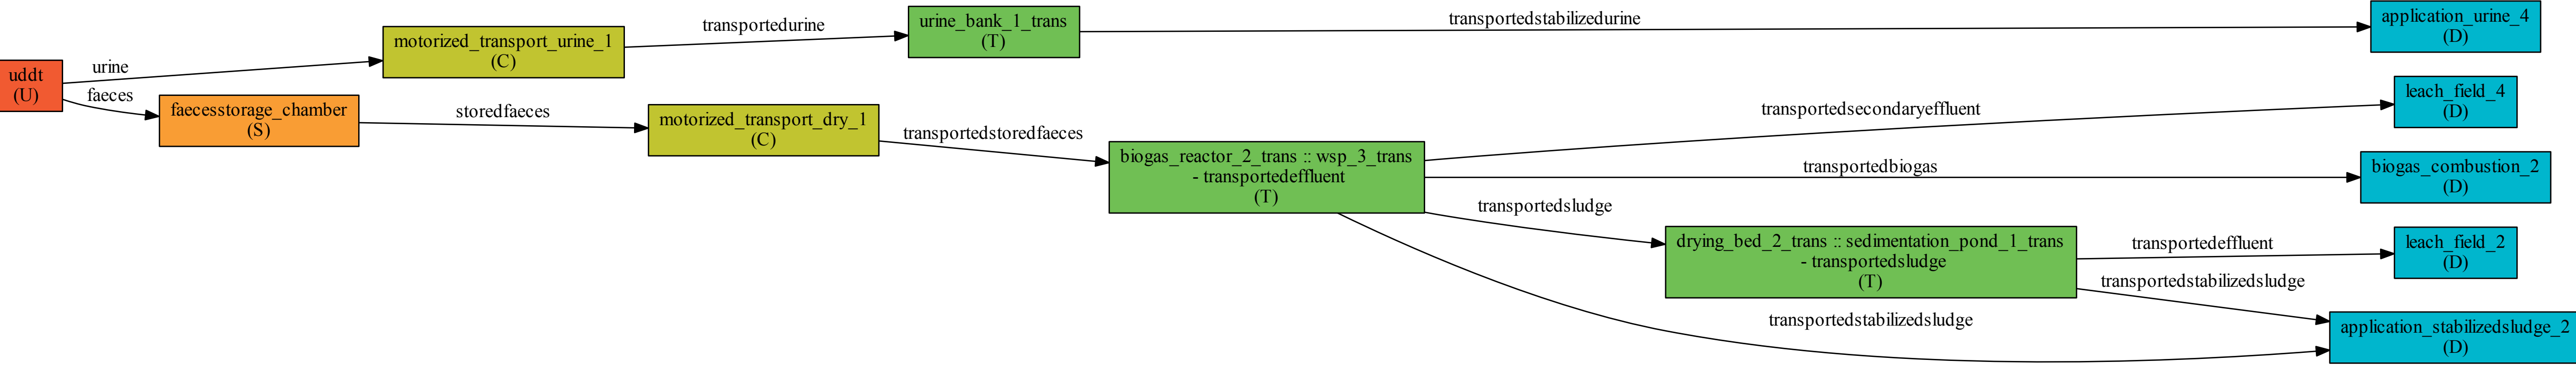 uddt
(U)
urine
faeces
motorized_transport_urine_1
(C)
faecesstorage_chamber
(S)
transportedurine
storedfaeces
urine_bank_1_trans
(T)
motorized_transport_dry_1
(C)
transportedstabilizedurine
transportedstoredfaeces
biogas_reactor_2_trans :: wsp_3_trans
- transportedeffluent
(T)
transportedsecondaryeffluent
transportedbiogas
transportedsludge
transportedstabilizedsludge
drying_bed_2_trans :: sedimentation_pond_1_trans
- transportedsludge
(T)
transportedeffluent
transportedstabilizedsludge
application_urine_4
(D)
leach_field_4
(D)
biogas_combustion_2
(D)
leach_field_2
(D)
application_stabilizedsludge_2
(D)